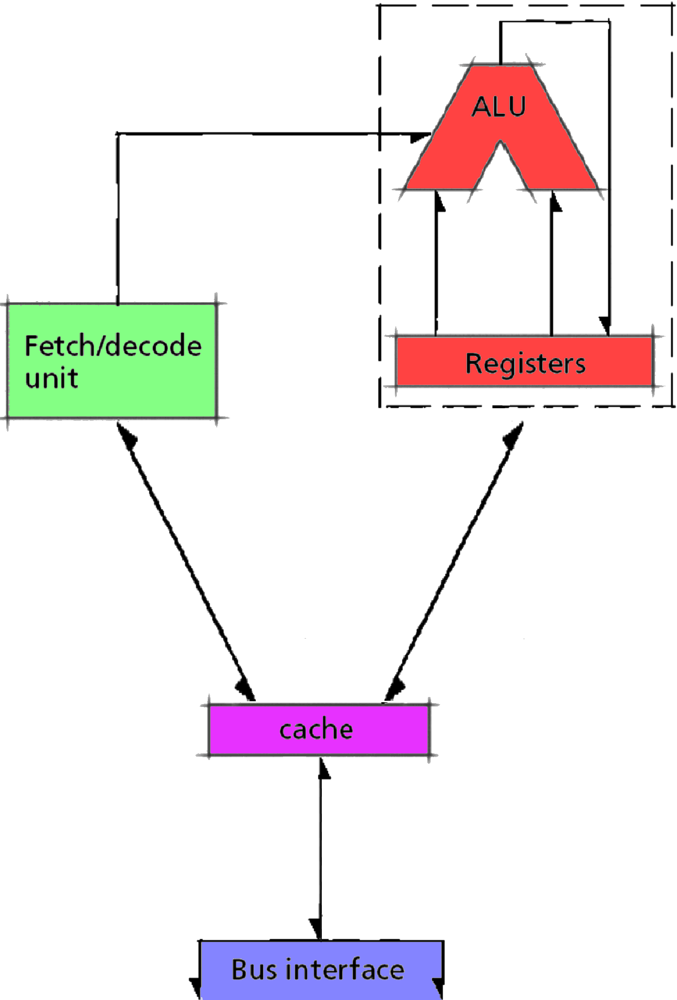 ALU
Fetch/decode
unit
Registers
cache
Bus interface